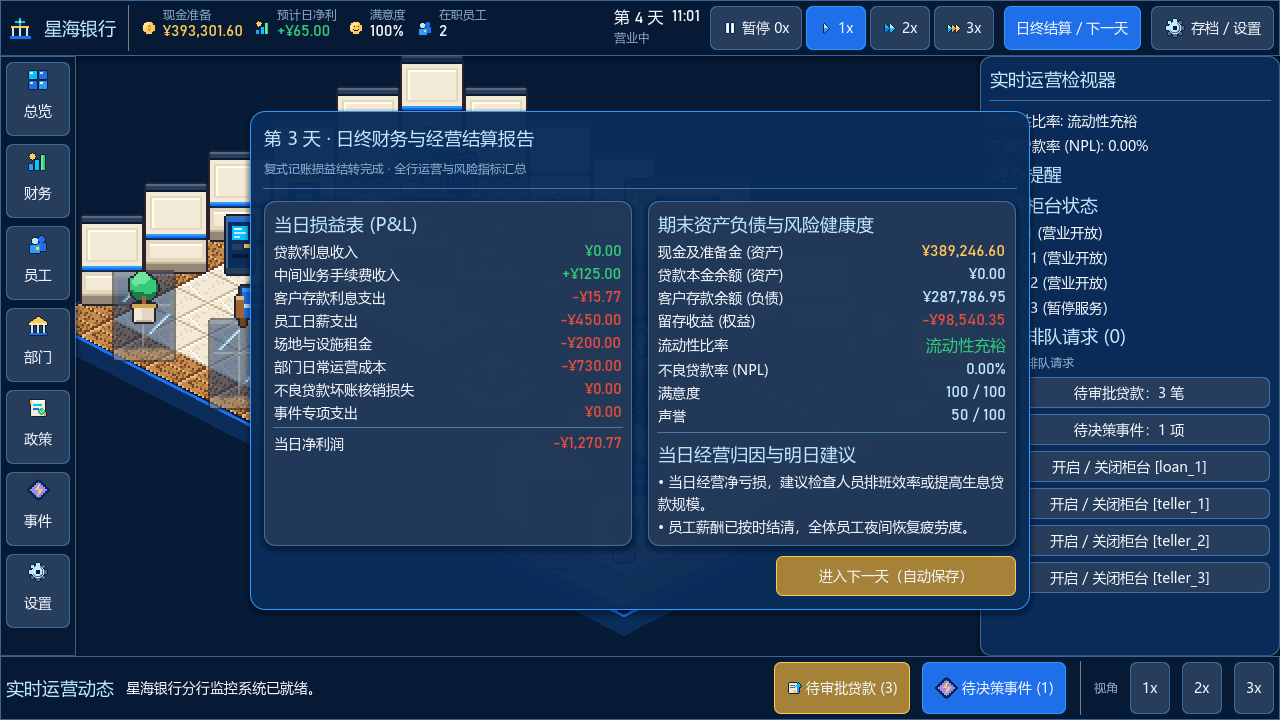 星海银行
现金准备
¥393,301.60
预计日净利
+¥65.00
满意度
100%
在职员工
2
第 4 天 11:01
营业中
暂停 0x
1x
2x
3x
日终结算 / 下一天
存档 / 设置
总览
财务
员工
部门
政策
事件
设置
第 3 天 · 日终财务与经营结算报告
复式记账损益结转完成 · 全行运营与风险指标汇总
当日损益表 (P&L)
贷款利息收入 ¥0.00
中间业务手续费收入 +¥125.00
客户存款利息支出 -¥15.77
员工日薪支出 -¥450.00
场地与设施租金 -¥200.00
部门日常运营成本 -¥730.00
不良贷款坏账核销损失 ¥0.00
事件专项支出 ¥0.00
当日净利润 -¥1,270.77
期末资产负债与风险健康度
现金及准备金 (资产) ¥389,246.60
贷款本金余额 (资产) ¥0.00
客户存款余额 (负债) ¥287,786.95
留存收益 (权益) -¥98,540.35
流动性比率 流动性充裕
不良贷款率 (NPL) 0.00%
满意度 100 / 100
声誉 50 / 100
当日经营归因与明日建议
• 当日经营净亏损，建议检查人员排班效率或提高生息贷
款规模。
• 员工薪酬已按时结清，全体员工夜间恢复疲劳度。
进入下一天（自动保存）
实时运营检视器
流动性比率: 流动性充裕
不良贷款率 (NPL): 0.00%
提醒
柜台状态
(营业开放)
1 (营业开放)
2 (营业开放)
3 (暂停服务)
排队请求 (0)
排队请求
待审批贷款: 3 笔
待决策事件: 1 项
开启 / 关闭柜台 [loan_1]
开启 / 关闭柜台 [teller_1]
开启 / 关闭柜台 [teller_2]
开启 / 关闭柜台 [teller_3]
实时运营动态 星海银行分行监控系统已就绪。
待审批贷款 (3)
待决策事件 (1)
视角
1x
2x
3x